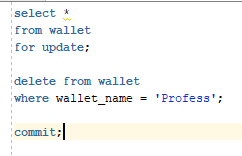 select *
from wallet
for update;
delete from wallet
where wallet_name = 'Profess';
commit;